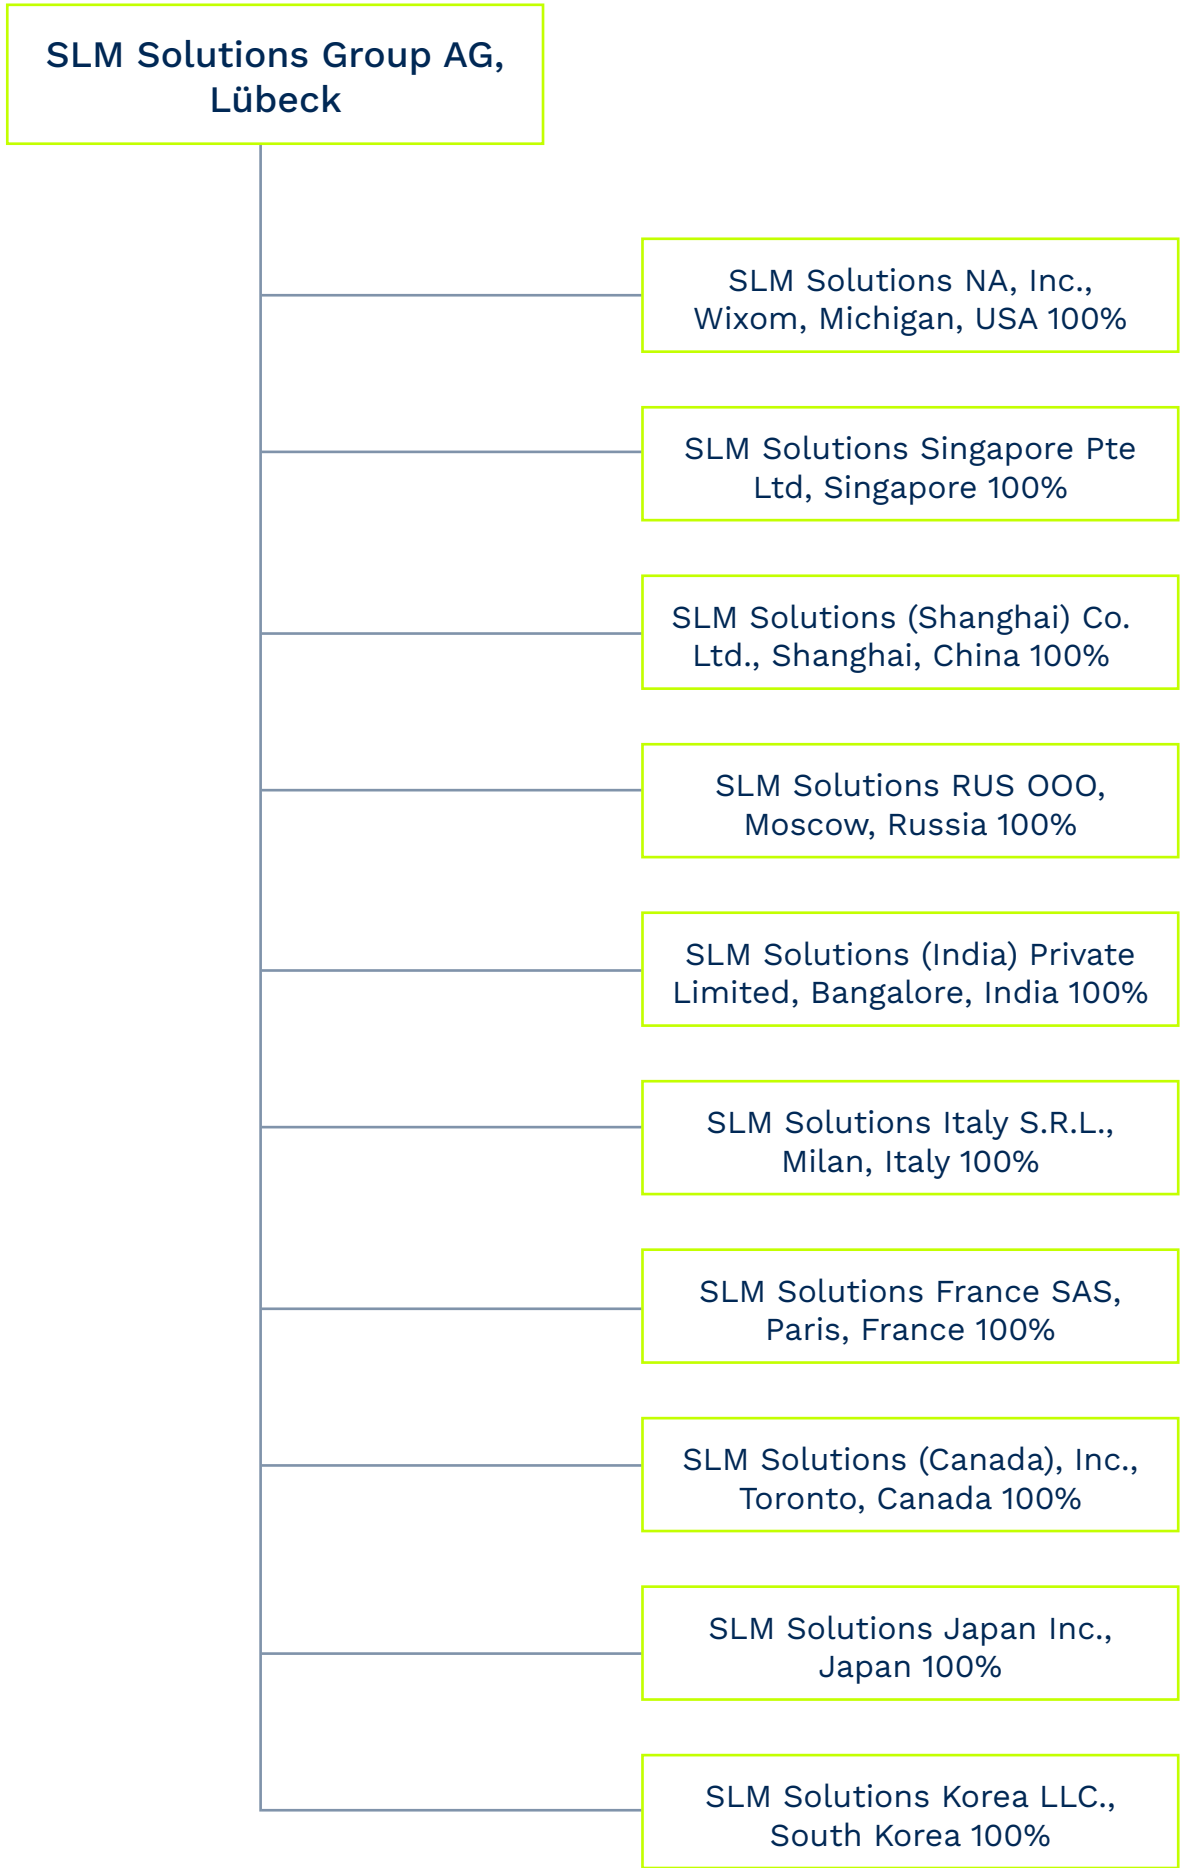 SLM Solutions Group AG,
Lübeck
SLM Solutions NA, Inc.,
Wixom, Michigan, USA 100%
SLM Solutions Singapore Pte
Ltd, Singapore 100%
SLM Solutions (Shanghai) Co.
Ltd., Shanghai, China 100%
SLM Solutions RUS OOO,
Moscow, Russia 100%
SLM Solutions (India) Private
Limited, Bangalore, India 100%
SLM Solutions Italy S.R.L.,
Milan, Italy 100%
SLM Solutions France SAS,
Paris, France 100%
SLM Solutions (Canada), Inc.,
Toronto, Canada 100%
SLM Solutions Japan Inc.,
Japan 100%
SLM Solutions Korea LLC.,
South Korea 100%